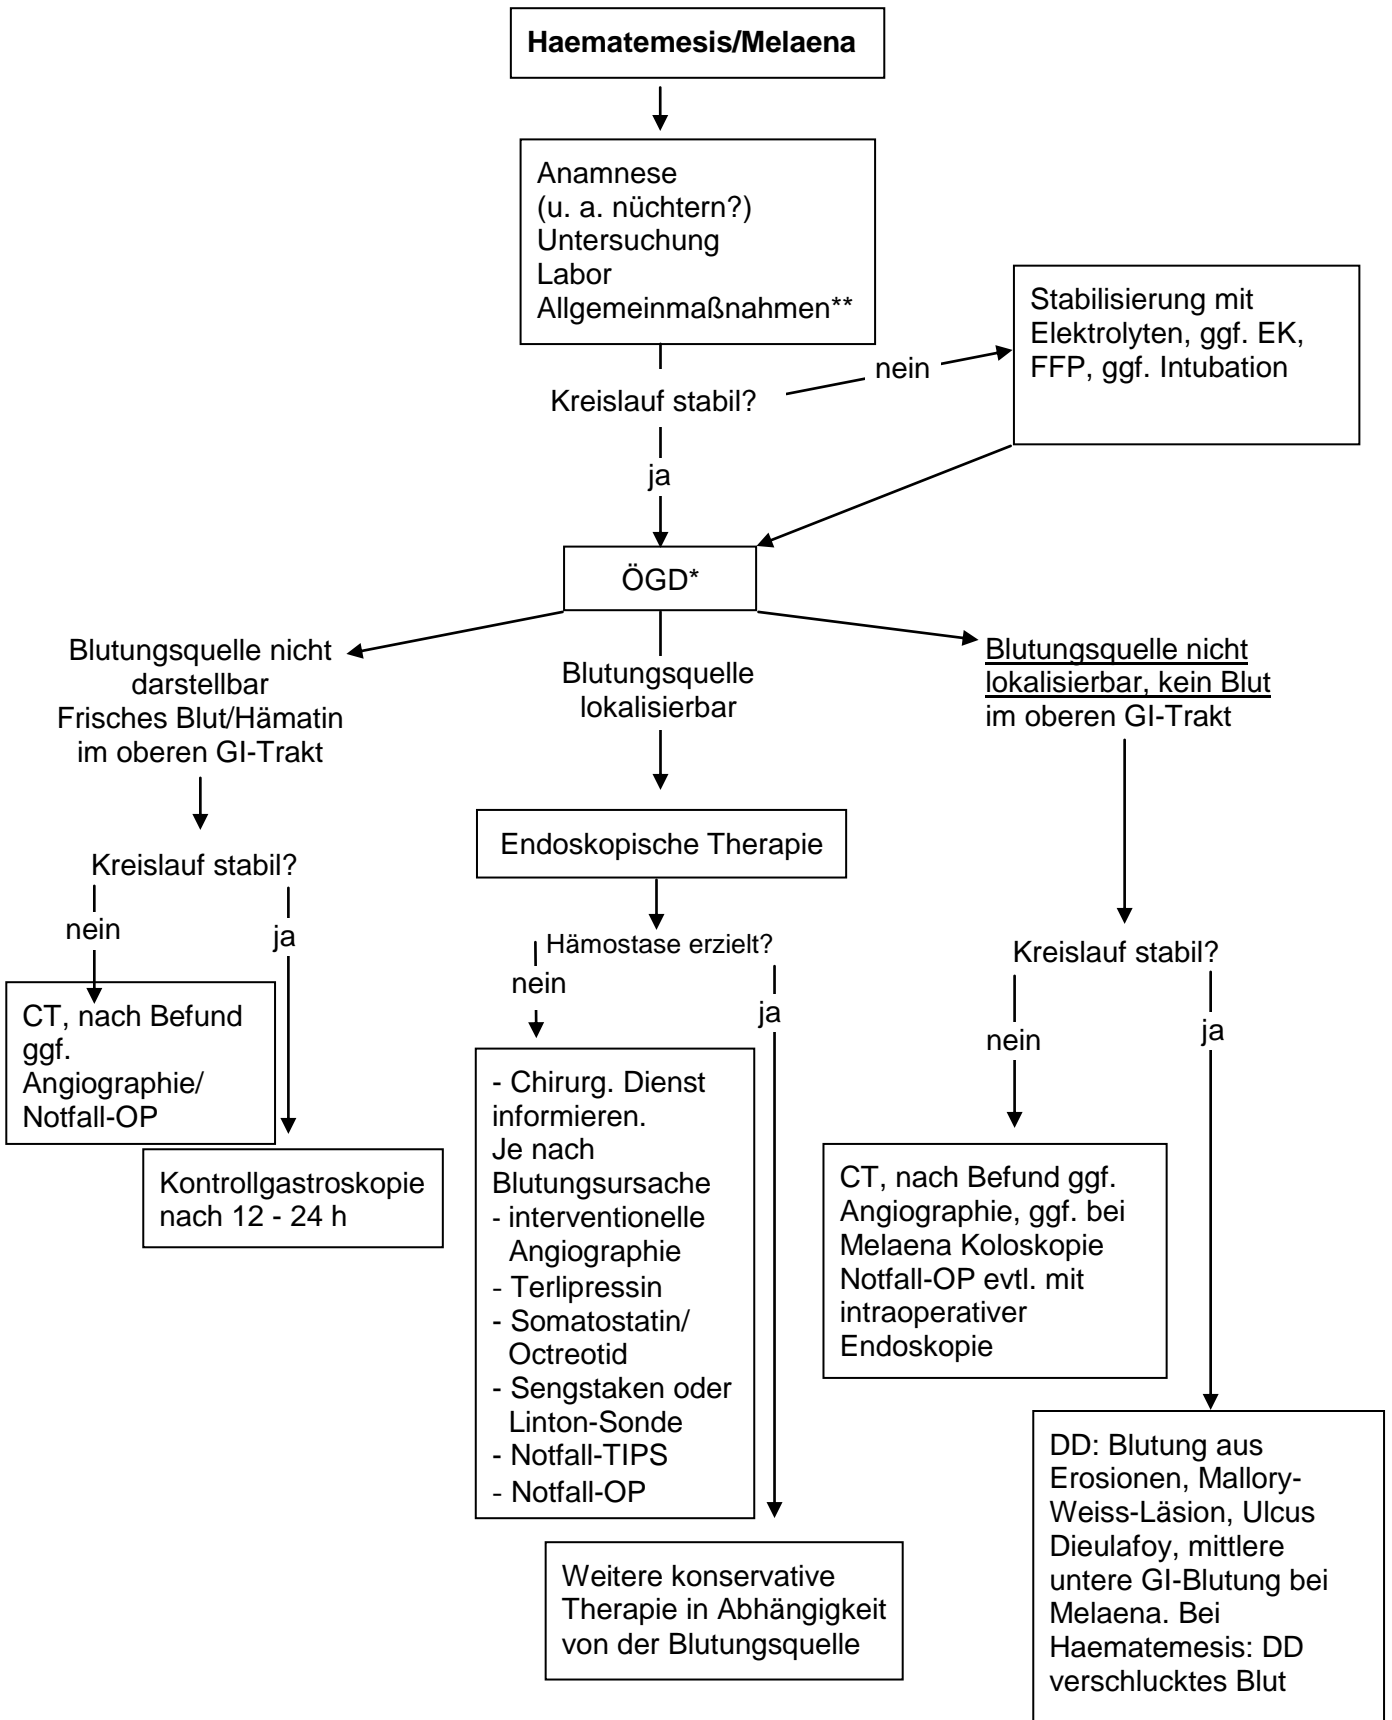 Haematemesis/Melaena
Anamnese
(u. a. nüchtern?)
Untersuchung
Labor
Allgemeinmaßnahmen**
Stabilisierung mit
Elektrolyten, ggf. EK,
FFP, ggf. Intubation
nein
Kreislauf stabil?
ja
ÖGD*
Blutungsquelle nicht
darstellbar
Frisches Blut/Hämatin
im oberen GI-Trakt
Blutungsquelle
lokalisierbar
Blutungsquelle nicht
lokalisierbar, kein Blut
im oberen GI-Trakt
Kreislauf stabil?
nein
ja
CT, nach Befund
ggf.
Angiographie/
Notfall-OP
Kontrollgastroskopie
nach 12 - 24 h
Endoskopische Therapie
Hämostase erzielt?
nein
ja
- Chirurg. Dienst
informieren.
Je nach
Blutungsursache
- interventionelle
Angiographie
- Terlipressin
- Somatostatin/
Octreotid
- Sengstaken oder
Linton-Sonde
- Notfall-TIPS
- Notfall-OP
Weitere konservative
Therapie in Abhängigkeit
von der Blutungsquelle
Kreislauf stabil?
nein
ja
CT, nach Befund ggf.
Angiographie, ggf. bei
Melaena Koloskopie
Notfall-OP evtl. mit
intraoperativer
Endoskopie
DD: Blutung aus
Erosionen, Mallory-
Weiss-Läsion, Ulcus
Dieulafoy, mittlere
untere GI-Blutung bei
Melaena. Bei
Haematemesis: DD
verschlucktes Blut